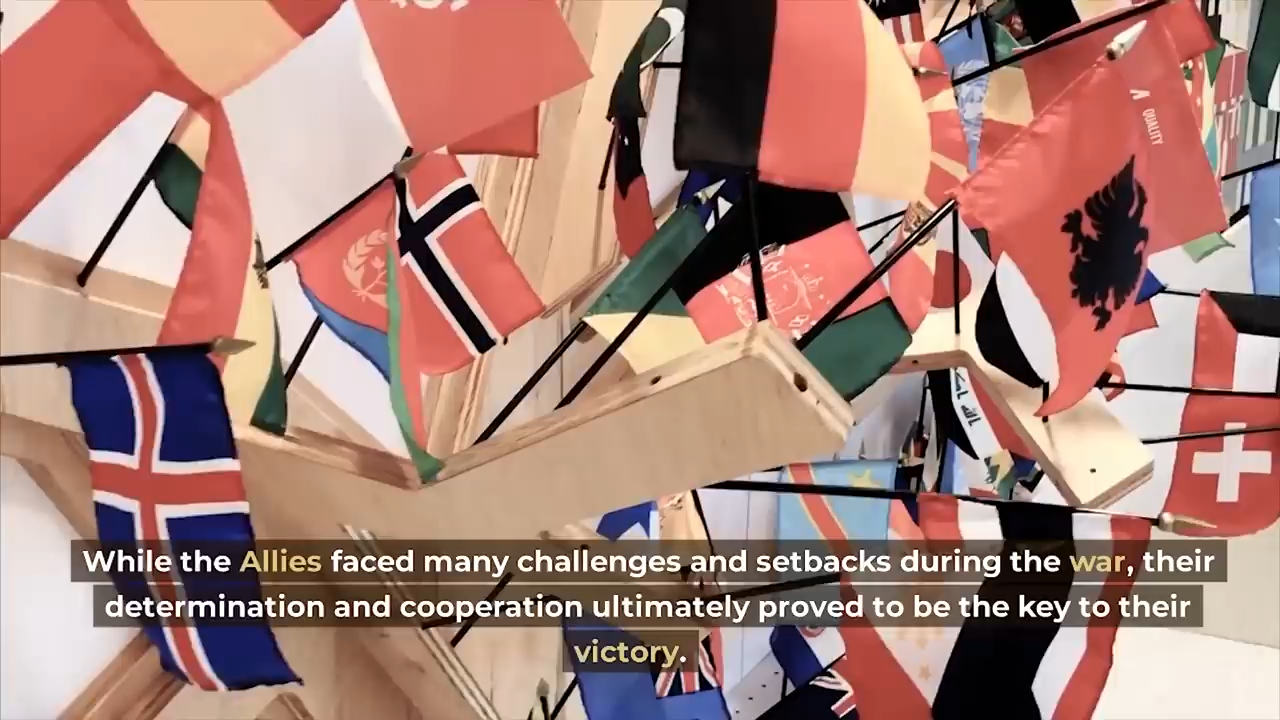 QUALITY
While the Allies faced many challenges and setbacks during the war, their
determination and cooperation ultimately proved to be the key to their
victory.